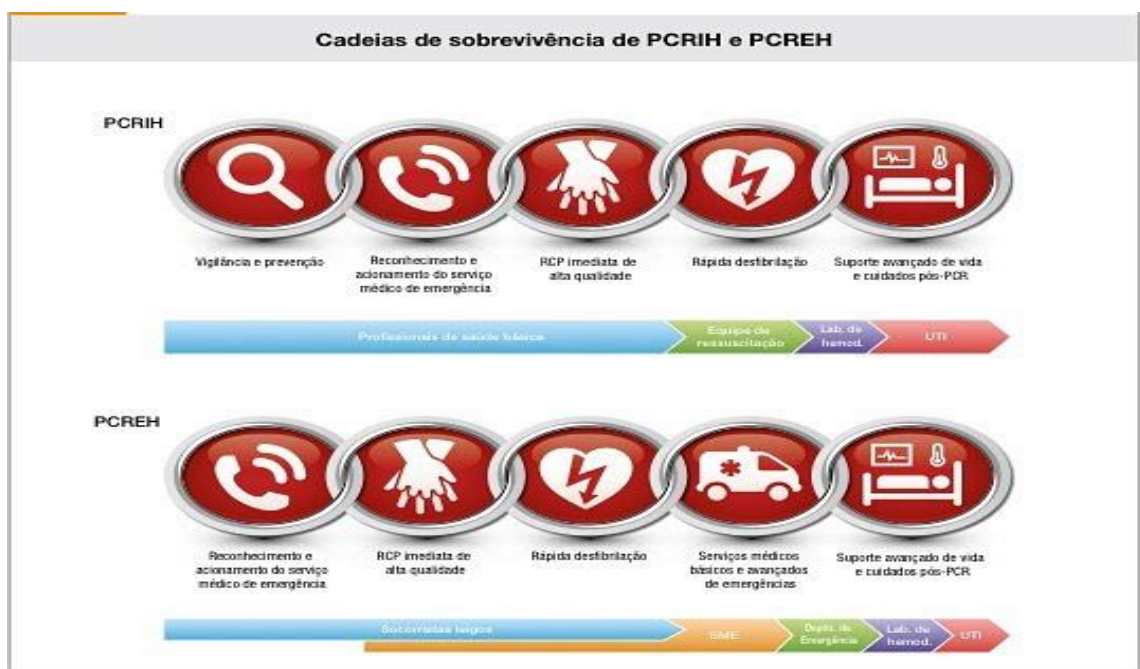 Cadeias de sobrevivência de PCRIH e PCREH
PCRIH
Vigilância e prevenção
Reconhecimento e
acionamento do serviço
médico de emergência
RCP imediata de
alta qualidade
Rápida desfibrilação
Suporte avançado de vida
e cuidados pós-PCR
Profissionais de saúde básica
Equipe de
ressuscitação
Lab. de
hemod.
UTI
PCREH
Reconhecimento e
acionamento do serviço
médico de emergência
RCP imediata de
alta qualidade
Rápida desfibrilação
Serviços médicos
básicos e avançados
de emergências
Suporte avançado de vida
e cuidados pós-PCR
Socorristas leigos
SME
Depto. de
Emergência
Lab. de
hemod.
UTI